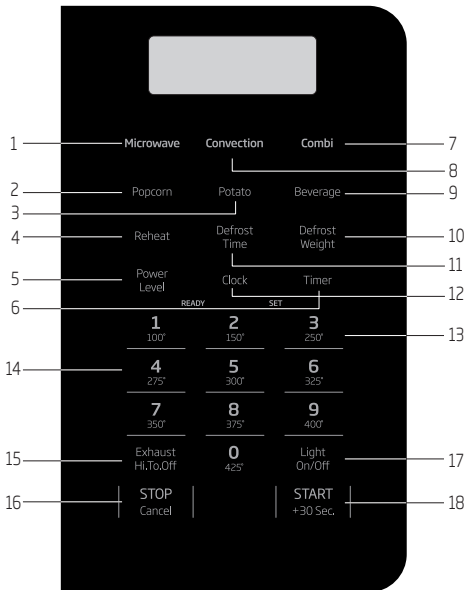 1 Microwave Convection Combi 7
8
2 Popcorn Potato Beverage 9
3
4 Reheat Defrost Time Defrost Weight 10
11
5 Power Level Clock Timer
12
6 READY SET
1 2 3 13
100° 150° 250°
14 4 5 6
275° 300° 325°
7 8 9
350° 375° 400°
15 Exhaust Hi.To.Off 0 Light On/Off 17
425°
16 STOP START 18
Cancel +30 Sec.